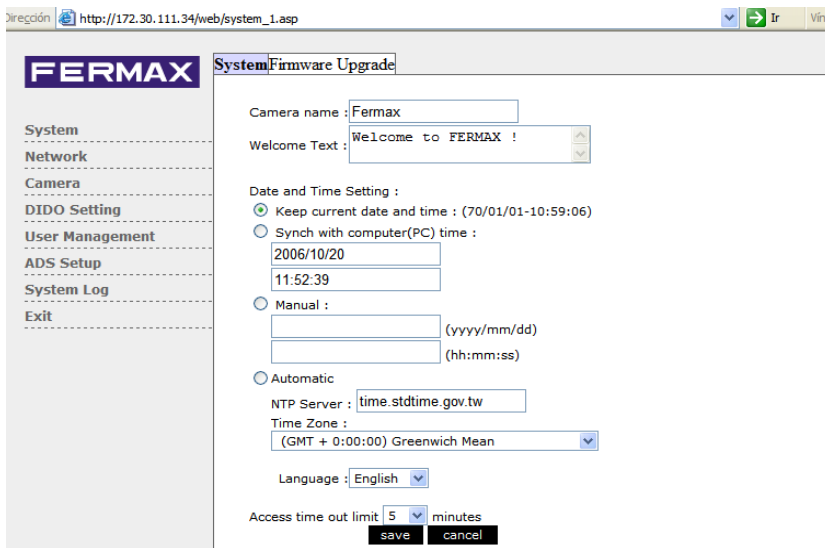 Dirección http://172.30.111.34/web/system_1.asp Ir
FERMAX
System Firmware Upgrade
System
Network
Camera
DIDO Setting
User Management
ADS Setup
System Log
Exit
Camera name : Fermax
Welcome Text : Welcome to FERMAX !
Date and Time Setting :
Keep current date and time : (70/01/01-10:59:06)
Synch with computer(PC) time :
2006/10/20
11:52:39
Manual :
(yyyy/mm/dd)
(hh:mm:ss)
Automatic
NTP Server : time.stdtime.gov.tw
Time Zone :
(GMT + 0:00:00) Greenwich Mean
Language : English
Access time out limit 5 minutes
save cancel